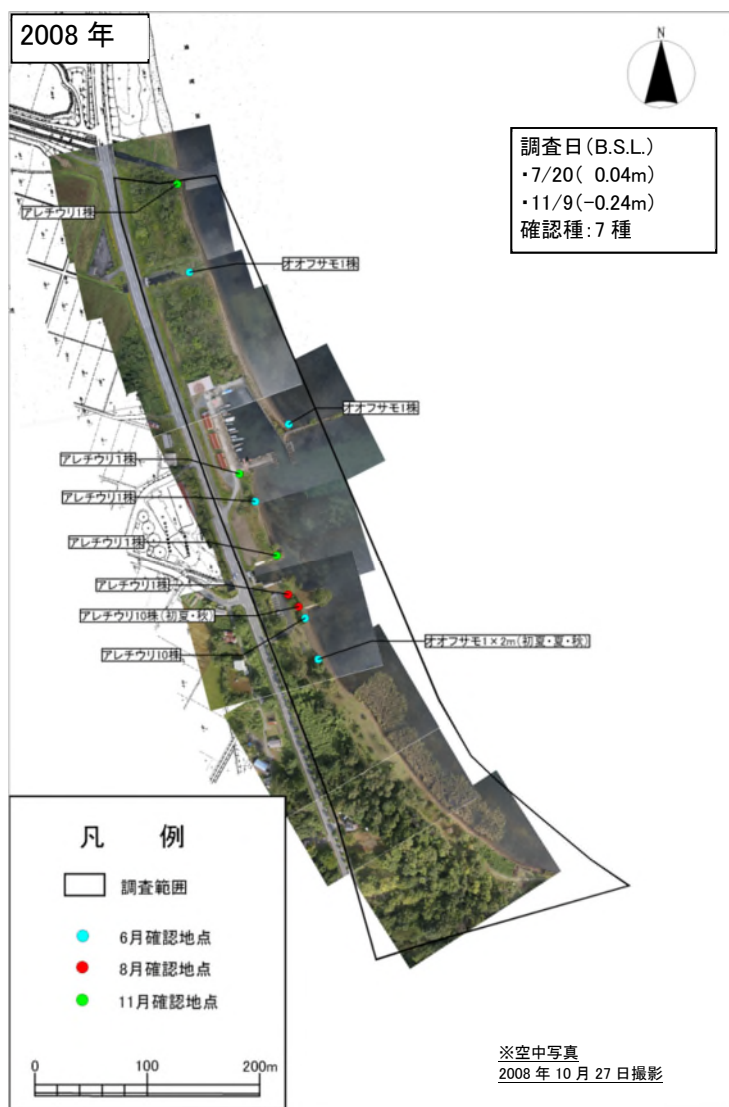 2008 年
N
調査日(B.S.L.)
・7/20( 0.04m)
・11/9(-0.24m)
確認種:7 種
アレチウリ1株
オオフサモ1株
オオフサモ1株
アレチウリ1株
アレチウリ1株
アレチウリ1株
アレチウリ1株
アレチウリ10株(初夏・秋)
アレチウリ10株
オオフサモ1×2m(初夏・夏・秋)
凡 例
調査範囲
6月確認地点
8月確認地点
11月確認地点
0 100 200m
※空中写真
2008 年 10 月 27 日撮影